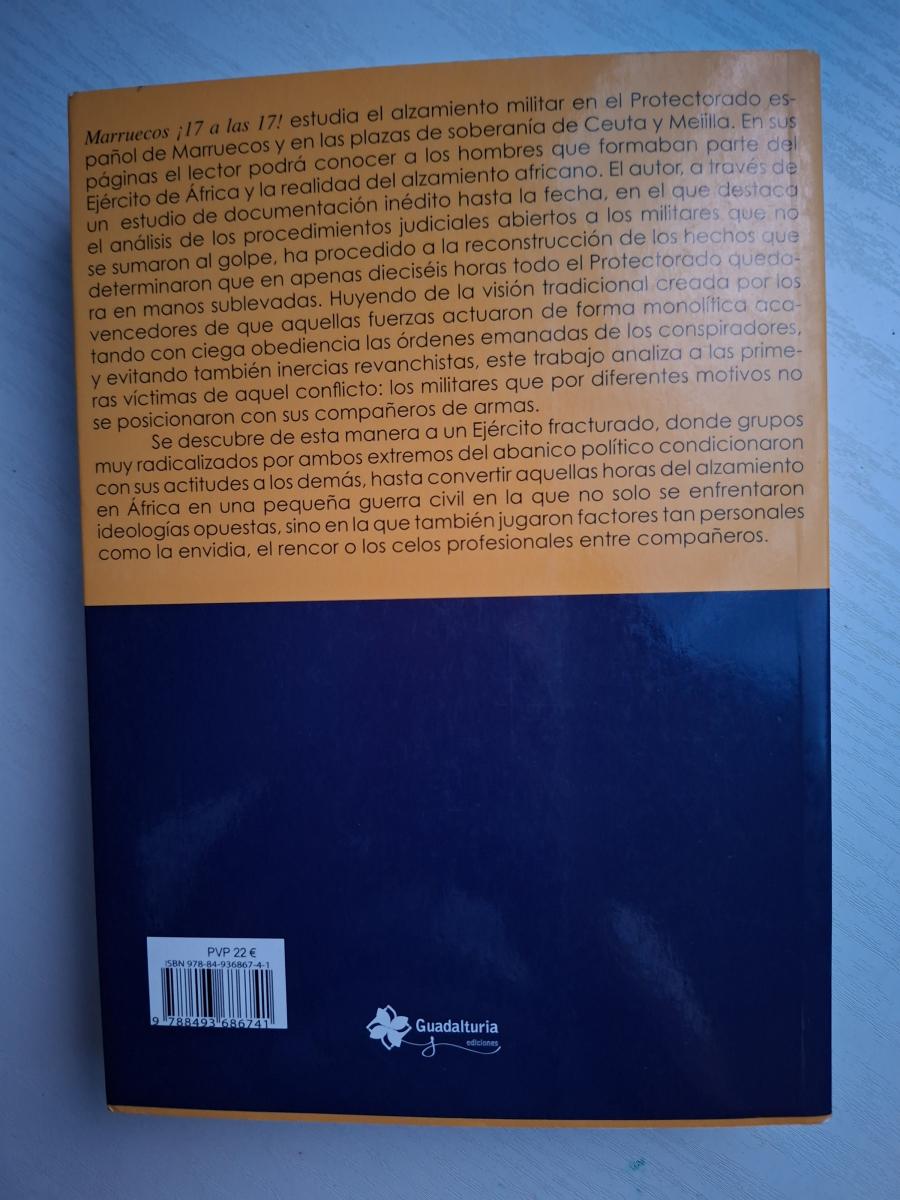 Marruecos ¡17 a las 17! estudia el alzamiento militar en el Protectorado es-
pañol de Marruecos y en las plazas de soberanía de Ceuta y Meiilla. En sus
páginas el lector podrá conocer a los hombres que formaban parte del
Ejército de África y la realidad del alzamiento africano. El autor, a través de
un estudio de documentación inédito hasta la fecha, en el que destaca
el análisis de los procedimientos judiciales abiertos a los militares que no
se sumaron al golpe, ha procedido a la reconstrucción de los hechos que
determinaron que en apenas dieciséis horas todo el Protectorado queda-
ra en manos sublevadas. Huyendo de la visión tradicional creada por los
vencedores de que aquellas fuerzas actuaron de forma monolítica aca-
tando con ciega obediencia las órdenes emanadas de los conspiradores,
y evitando también inercias revanchistas, este trabajo analiza a las prime-
ras víctimas de aquel conflicto: los militares que por diferentes motivos no
se posicionaron con sus compañeros de armas.
Se descubre de esta manera a un Ejército fracturado, donde grupos
muy radicalizados por ambos extremos del abanico político condicionaron
con sus actitudes a los demás, hasta convertir aquellas horas del alzamiento
en África en una pequeña guerra civil en la que no solo se enfrentaron
ideologías opuestas, sino en la que también jugaron factores tan personales
como la envidia, el rencor o los celos profesionales entre compañeros.
PVP 22 €
ISBN 978-84-936867-4-1
9 788493 686741
Guadalturia
ediciones